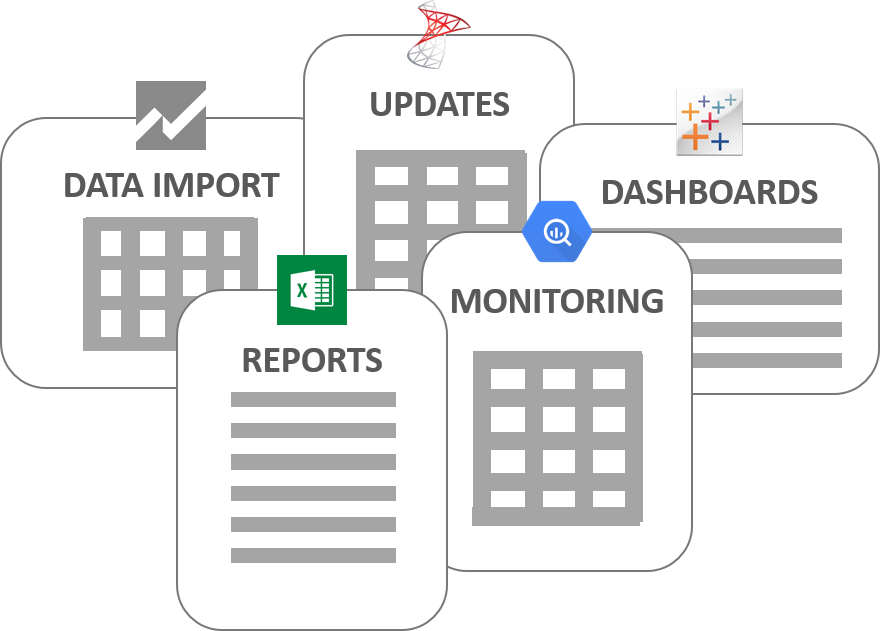 UPDATES
DATA IMPORT
DASHBOARDS
MONITORING
X
REPORTS